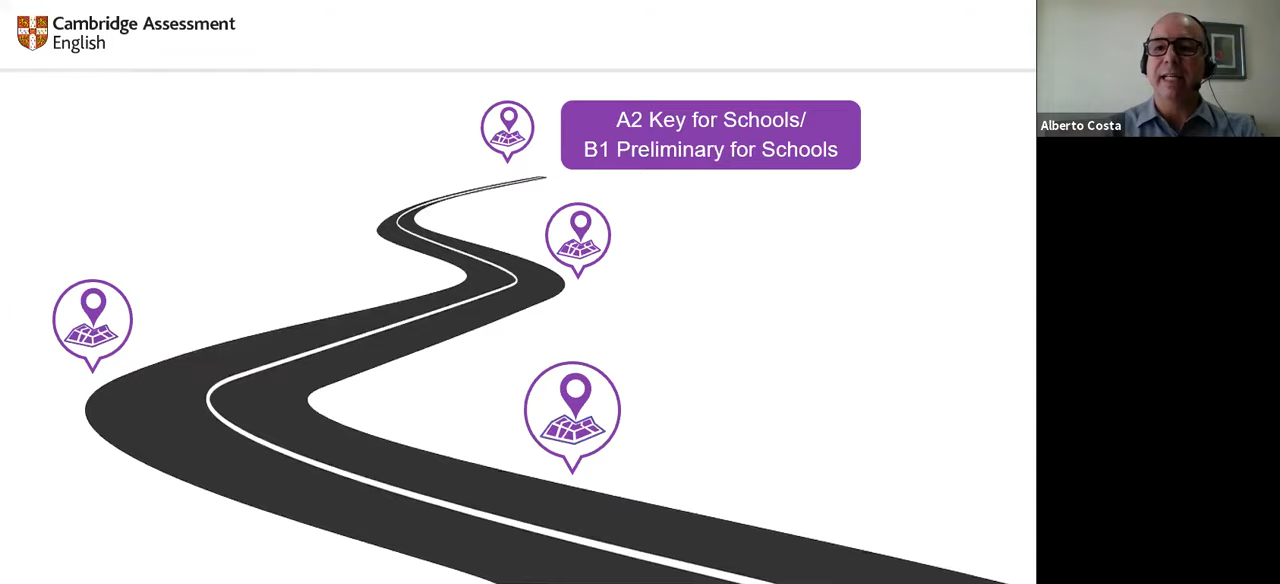 Cambridge Assessment
English
A2 Key for Schools/
B1 Preliminary for Schools
Alberto Costa